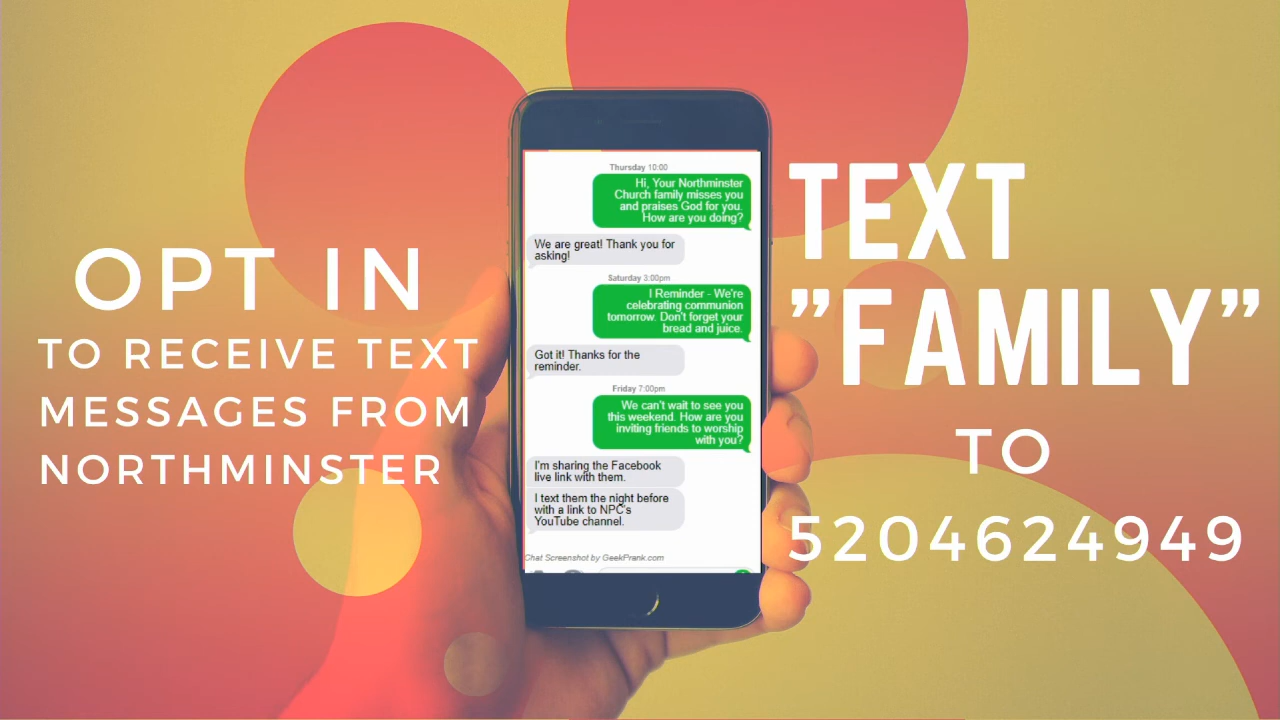 OPT IN
TO RECEIVE TEXT
MESSAGES FROM
NORTHMINSTER
Thursday 10:00
Hi, Your Northminster
Church family misses you
and praises God for you.
How are you doing?
We are great! Thank you for
asking!
Saturday 3:00pm
I Reminder - We're
celebrating communion
tomorrow. Don't forget your
bread and juice.
Got it! Thanks for the
reminder.
Friday 7:00pm
We can't wait to see you
this weekend. How are you
inviting friends to worship
with you?
I'm sharing the Facebook
live link with them.
I text them the night before
with a link to NPC's
YouTube channel.
Chat Screenshot by GeekPrank.com
TEXT
”FAMILY”
TO
5204624949